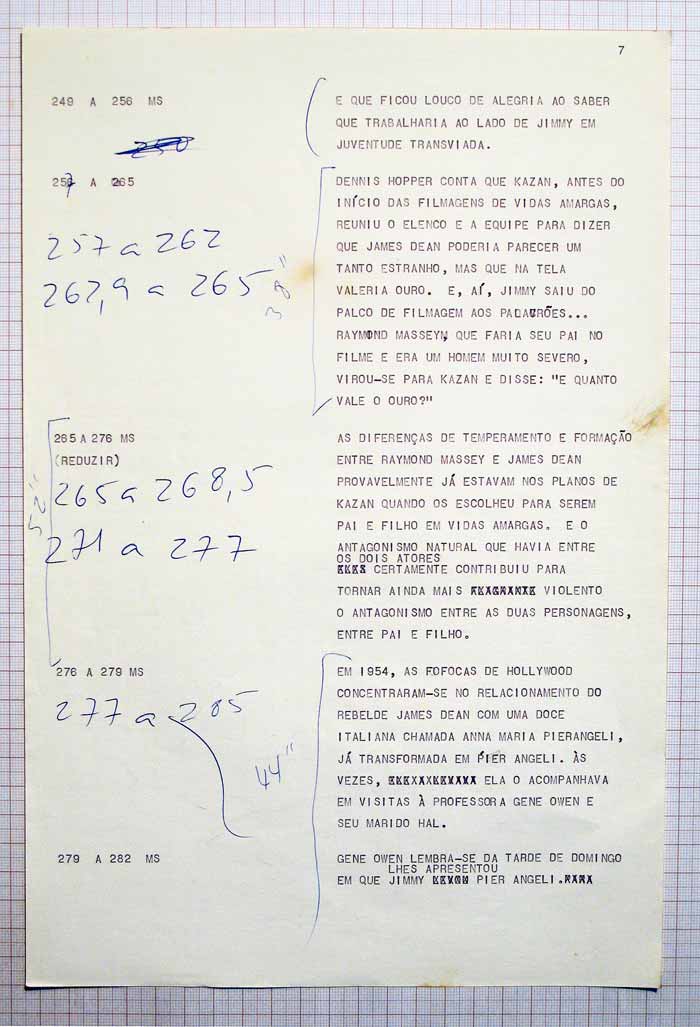 7
249 A 256 MS
E QUE FICOU LOUCO DE ALEGRIA AO SABER
QUE TRABALHARIA AO LADO DE JIMMY EM
250
JUVENTUDE TRANSVIADA.
257 A 265
DENNIS HOPPER CONTA QUE KAZAN, ANTES DO
INÍCIO DAS FILMAGENS DE VIDAS AMARGAS,
REUNIU O ELENCO E A EQUIPE PARA DIZER
257 a 262
QUE JAMES DEAN PODERIA PARECER UM
TANTO ESTRANHO, MAS QUE NA TELA
262,9 a 265
38"
VALERIA OURO. E, AÍ, JIMMY SAIU DO
PALCO DE FILMAGEM AOS PALAVRÕES...
RAYMOND MASSEY, QUE FARIA SEU PAI NO
FILME E ERA UM HOMEM MUITO SEVERO,
VIROU-SE PARA KAZAN E DISSE: "E QUANTO
VALE O OURO?"
265 A 276 MS
AS DIFERENÇAS DE TEMPERAMENTO E FORMAÇÃO
(REDUZIR)
ENTRE RAYMOND MASSEY E JAMES DEAN
52"
265 a 268,5
PROVAVELMENTE JÁ ESTAVAM NOS PLANOS DE
KAZAN QUANDO OS ESCOLHEU PARA SEREM
PAI E FILHO EM VIDAS AMARGAS. E O
271 a 277
ANTAGONISMO NATURAL QUE HAVIA ENTRE
OS DOIS ATORES
CERTAMENTE CONTRIBUIU PARA
TORNAR AINDA MAIS VIOLENTO
O ANTAGONISMO ENTRE AS DUAS PERSONAGENS,
ENTRE PAI E FILHO.
276 A 279 MS
EM 1954, AS FOFOCAS DE HOLLYWOOD
CONCENTRARAM-SE NO RELACIONAMENTO DO
277 a 285
REBELDE JAMES DEAN COM UMA DOCE
ITALIANA CHAMADA ANNA MARIA PIERANGELI,
JÁ TRANSFORMADA EM PIER ANGELI. ÀS
44"
VEZES, ELA O ACOMPANHAVA
EM VISITAS À PROFESSORA GENE OWEN E
SEU MARIDO HAL.
279 A 282 MS
GENE OWEN LEMBRA-SE DA TARDE DE DOMINGO
LHES APRESENTOU
EM QUE JIMMY PIER ANGELI.